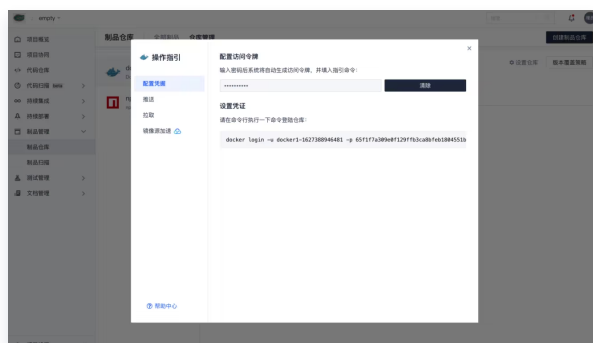 empty
项目概览
项目协同
代码仓库
代码扫描
持续集成
持续部署
制品管理
制品仓库
制品扫描
测试管理
文档管理
制品仓库
全部制品
仓库管理
创建制品仓库
设置仓库
版本覆盖策略
操作指引
配置凭据
推送
拉取
镜像源加速
帮助中心
配置访问令牌
输入密码后系统将自动生成访问令牌，并填入指引命令：
清除
设置凭证
请在命令行执行一下命令登陆仓库：
docker login -u docker1-1627388946481 -p 65f1f7a309e0f129ffb3ca8bfeb1804551b